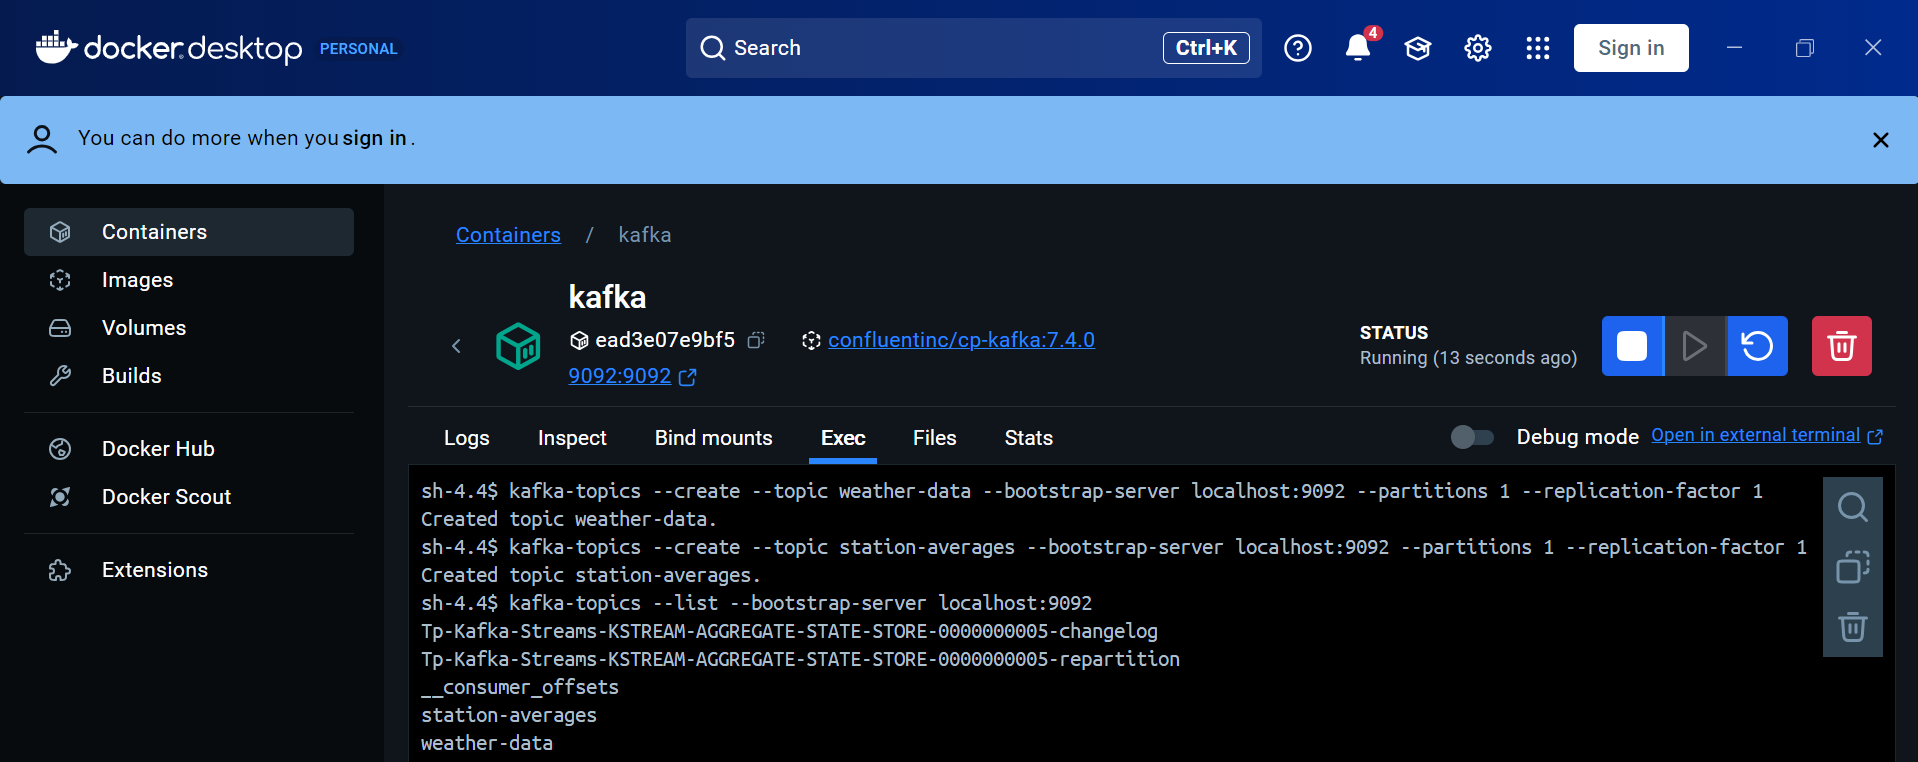 docker.desktop PERSONAL
Search Ctrl+K
4
Sign in
You can do more when you sign in .
Containers
Images
Volumes
Builds
Docker Hub
Docker Scout
Extensions
Containers / kafka
kafka
ead3e07e9bf5 confluentinc/cp-kafka:7.4.0
9092:9092
STATUS
Running (13 seconds ago)
Logs Inspect Bind mounts Exec Files Stats
Debug mode Open in external terminal
sh-4.4$ kafka-topics --create --topic weather-data --bootstrap-server localhost:9092 --partitions 1 --replication-factor 1
Created topic weather-data.
sh-4.4$ kafka-topics --create --topic station-averages --bootstrap-server localhost:9092 --partitions 1 --replication-factor 1
Created topic station-averages.
sh-4.4$ kafka-topics --list --bootstrap-server localhost:9092
Tp-Kafka-Streams-KSTREAM-AGGREGATE-STATE-STORE-0000000005-changelog
Tp-Kafka-Streams-KSTREAM-AGGREGATE-STATE-STORE-0000000005-repartition
__consumer_offsets
station-averages
weather-data